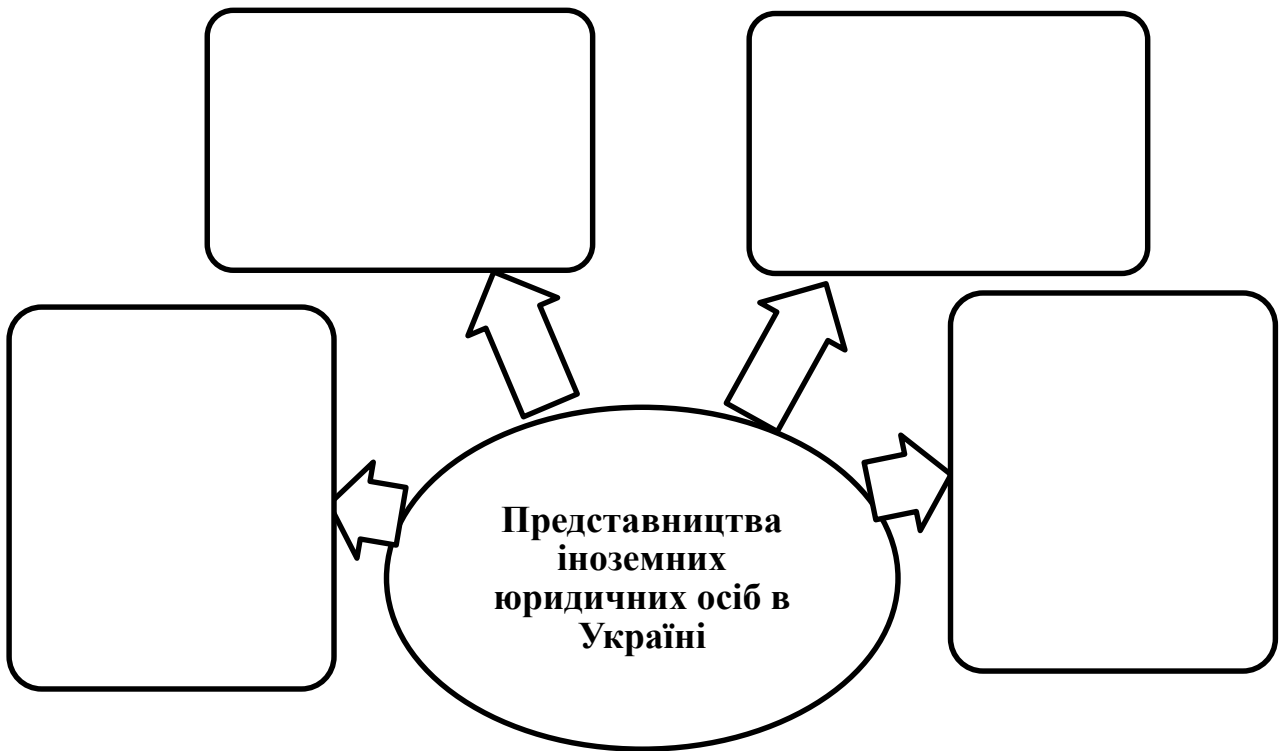 Представництва
іноземних
юридичних осіб в
Україні